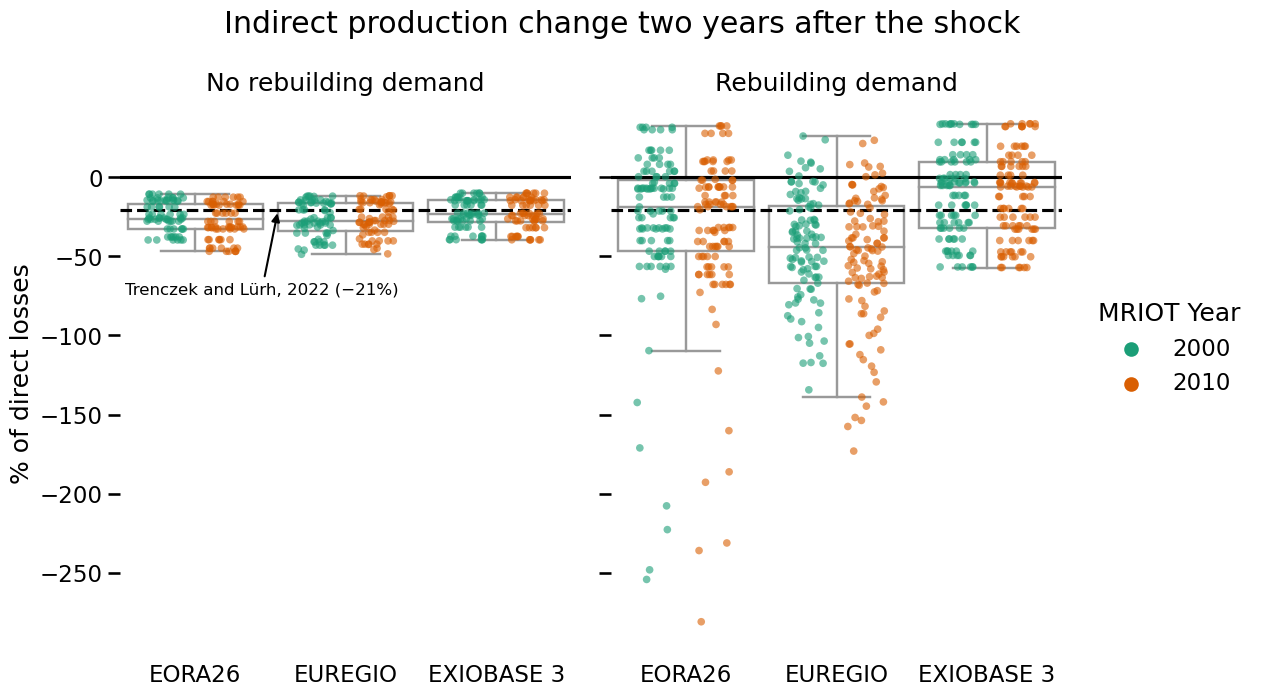 Indirect production change two years after the shock
No rebuilding demand
Rebuilding demand
% of direct losses
0
−50
−100
−150
−200
−250
Trenczek and Lürh, 2022 (−21%)
EORA26
EUREGIO
EXIOBASE 3
EORA26
EUREGIO
EXIOBASE 3
MRIOT Year
2000
2010